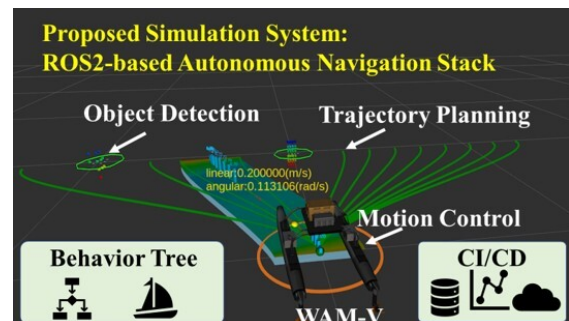 Proposed Simulation System:
ROS2-based Autonomous Navigation Stack
Object Detection
Trajectory Planning
linear:0.200000(m/s)
angular:0.113106(rad/s)
Motion Control
Behavior Tree
CI/CD
WAM-V